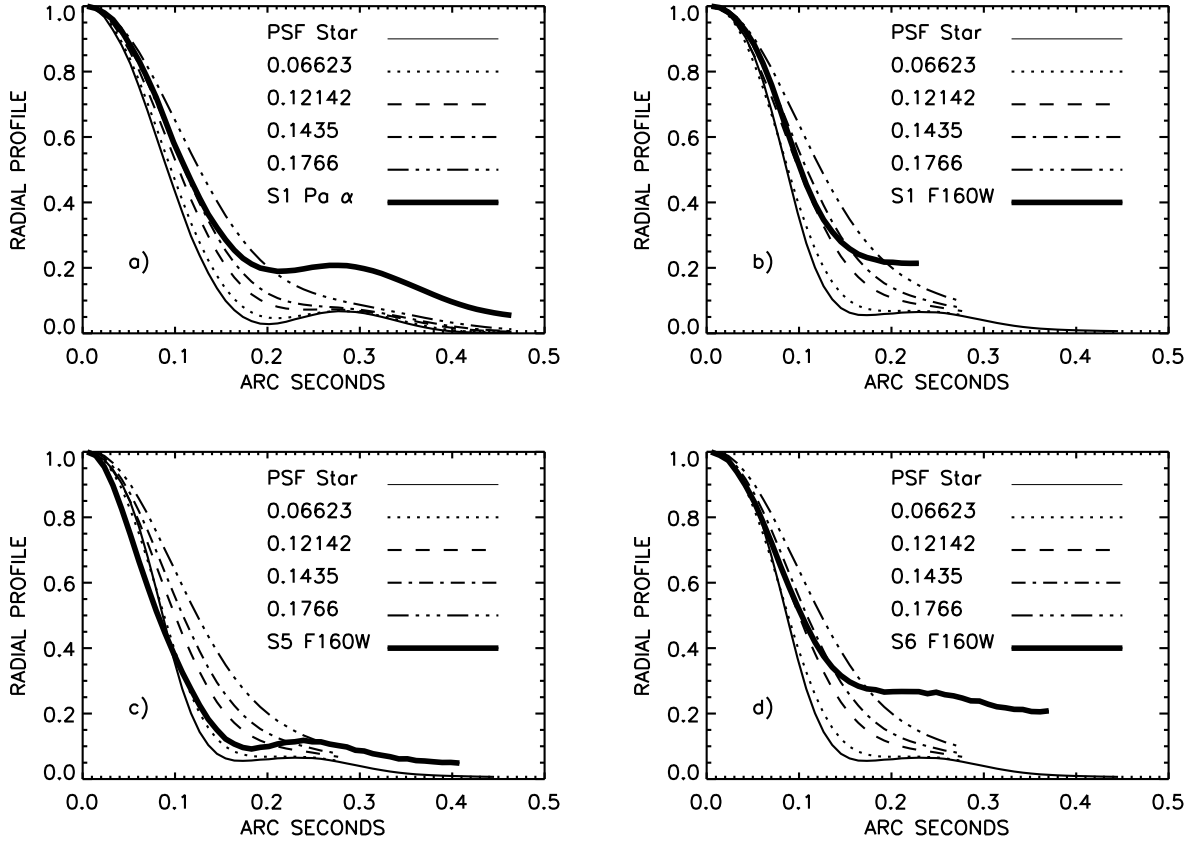 1.0
0.8
0.6
0.4
0.2
0.0
RADIAL PROFILE
PSF Star
0.06623
0.12142
0.1435
0.1766
S1 Pa α
a)
0.0 0.1 0.2 0.3 0.4 0.5
ARC SECONDS
1.0
0.8
0.6
0.4
0.2
0.0
RADIAL PROFILE
PSF Star
0.06623
0.12142
0.1435
0.1766
S1 F160W
b)
0.0 0.1 0.2 0.3 0.4 0.5
ARC SECONDS
1.0
0.8
0.6
0.4
0.2
0.0
RADIAL PROFILE
PSF Star
0.06623
0.12142
0.1435
0.1766
S5 F160W
c)
0.0 0.1 0.2 0.3 0.4 0.5
ARC SECONDS
1.0
0.8
0.6
0.4
0.2
0.0
RADIAL PROFILE
PSF Star
0.06623
0.12142
0.1435
0.1766
S6 F160W
d)
0.0 0.1 0.2 0.3 0.4 0.5
ARC SECONDS